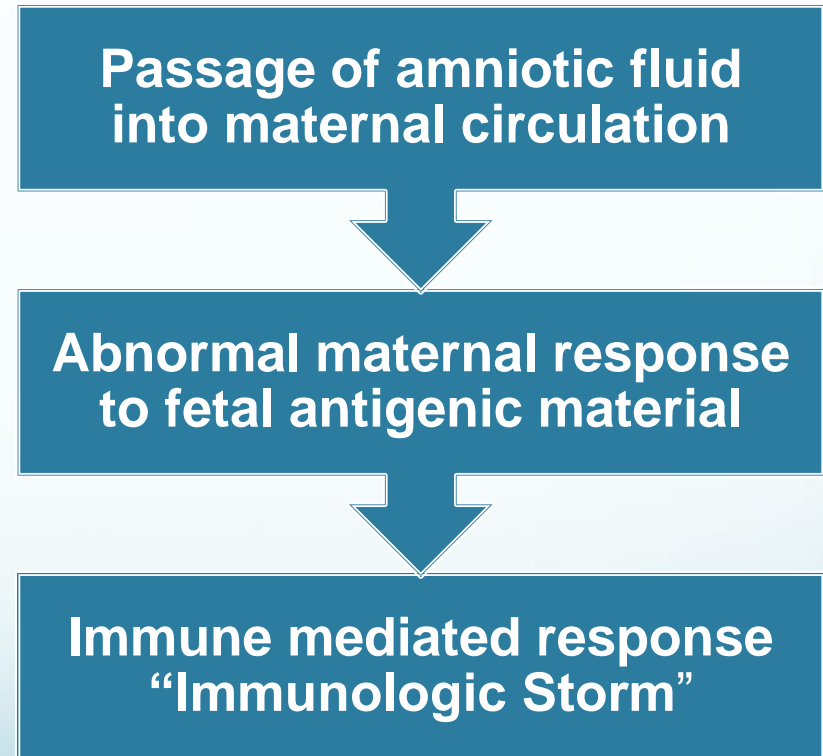 Passage of amniotic fluid
into maternal circulation
Abnormal maternal response
to fetal antigenic material
Immune mediated response
“Immunologic Storm”